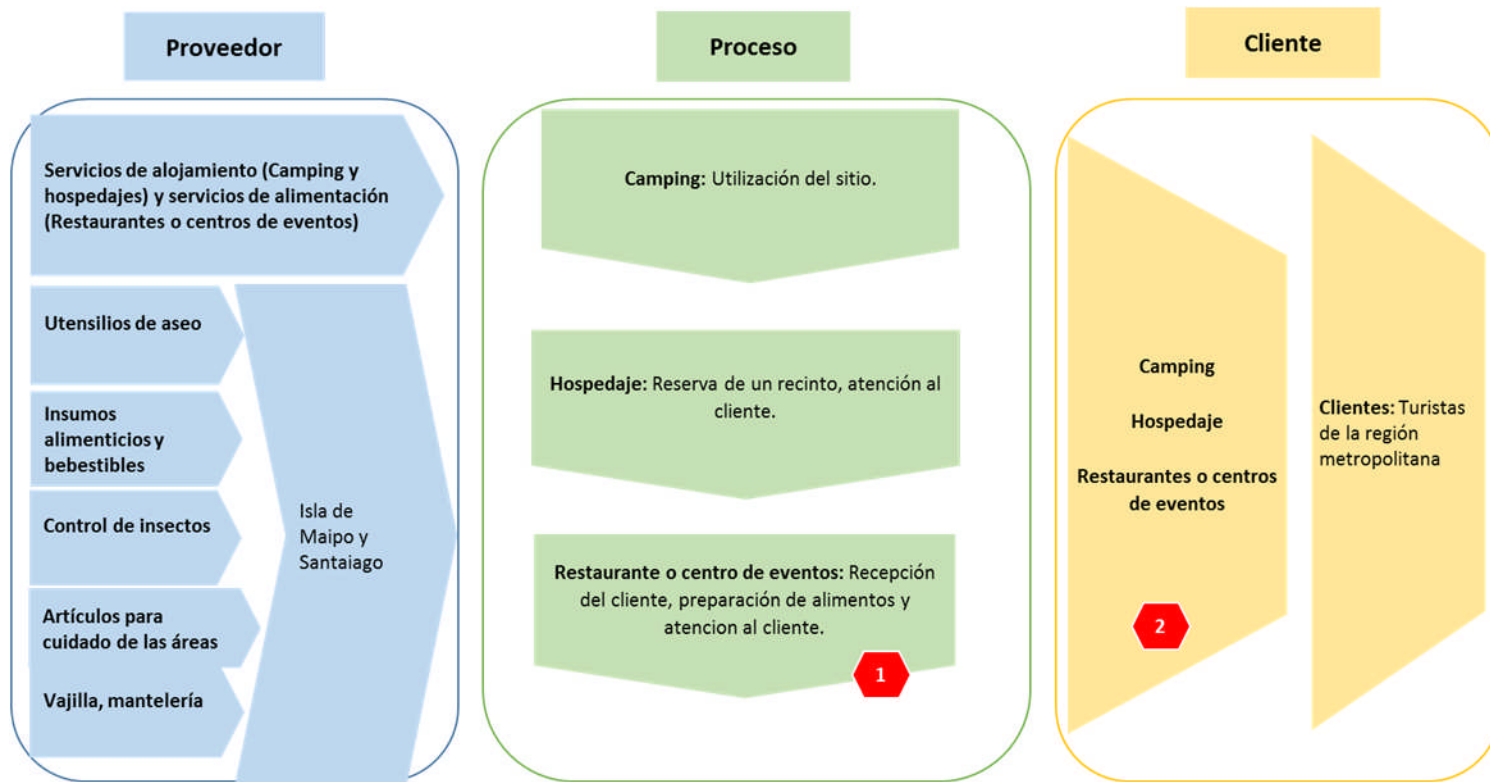 Proveedor
Servicios de alojamiento (Camping y
hospedajes) y servicios de alimentación
(Restaurantes o centros de eventos)
Utensilios de aseo
Insumos
alimenticios y
bebestibles
Control de insectos
Artículos para
cuidado de las áreas
Vajilla, mantelería
Isla de
Maipo y
Santaiago
Proceso
Camping: Utilización del sitio.
Hospedaje: Reserva de un recinto, atención al
cliente.
Restaurante o centro de eventos: Recepción
del cliente, preparación de alimentos y
atencion al cliente.
1
Cliente
Camping
Hospedaje
Restaurantes o centros
de eventos
2
Clientes: Turistas
de la región
metropolitana